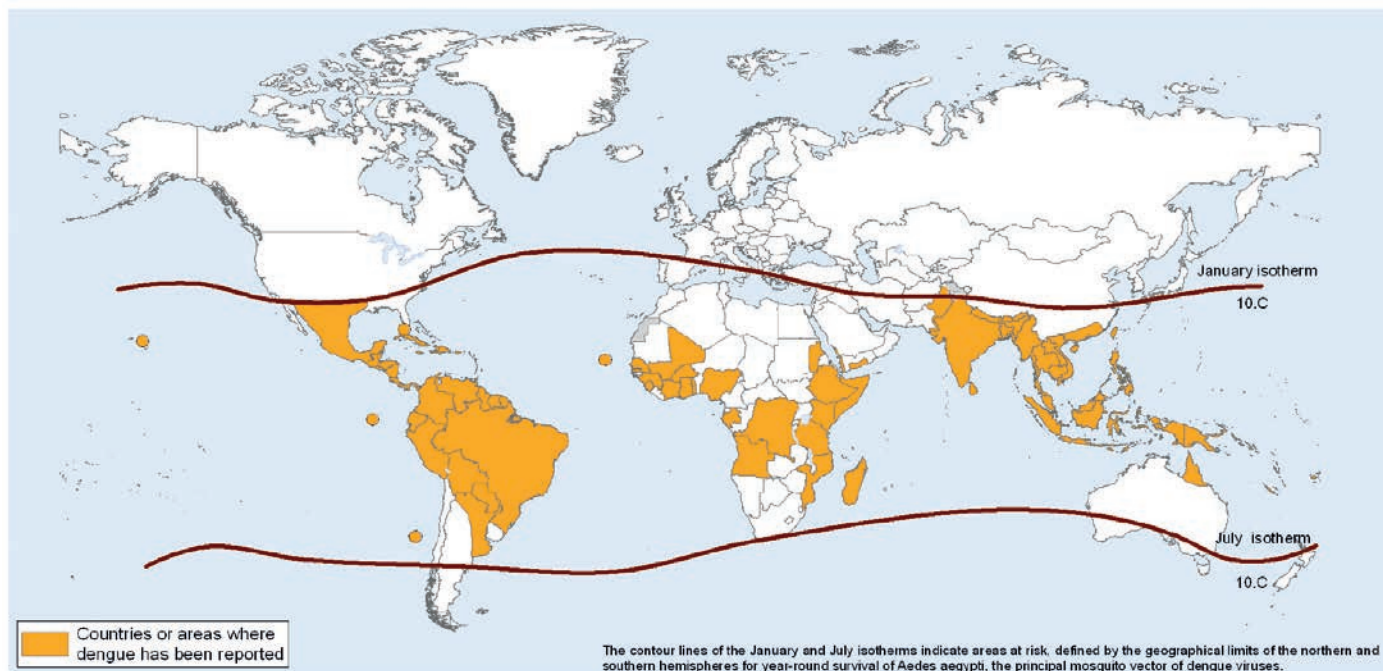 January isotherm
10.C
July isotherm
10.C
Countries or areas where
dengue has been reported
The contour lines of the January and July isotherms indicate areas at risk, defined by the geographical limits of the northern and
southern hemispheres for year-round survival of Aedes aegypti, the principal mosquito vector of dengue viruses.